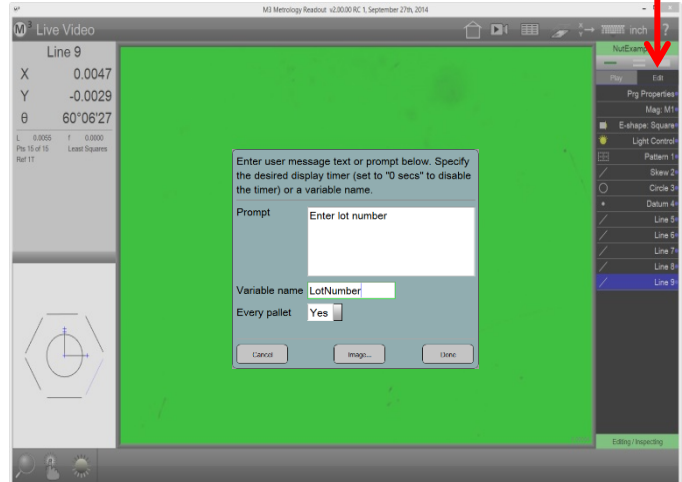 M³ M3 Metrology Readout v2.00.00 RC 1, September 27th, 2014
M³ Live Video
inch
?
Line 9
X 0.0047
Y -0.0029
θ 60°06'27
L 0.0055 f 0.0000
Pts 15 of 15 Least Squares
Ref 1T
Enter user message text or prompt below. Specify
the desired display timer (set to "0 secs" to disable
the timer) or a variable name.
Prompt
Enter lot number
Variable name LotNumber
Every pallet Yes
Cancel Image... Done
NutExamp
Play Edit
Prg Properties
Mag: M1
E-shape: Square
Light Control
Pattern 1
Skew 2
Circle 3
Datum 4
Line 5
Line 6
Line 7
Line 8
Line 9
Editing / Inspecting